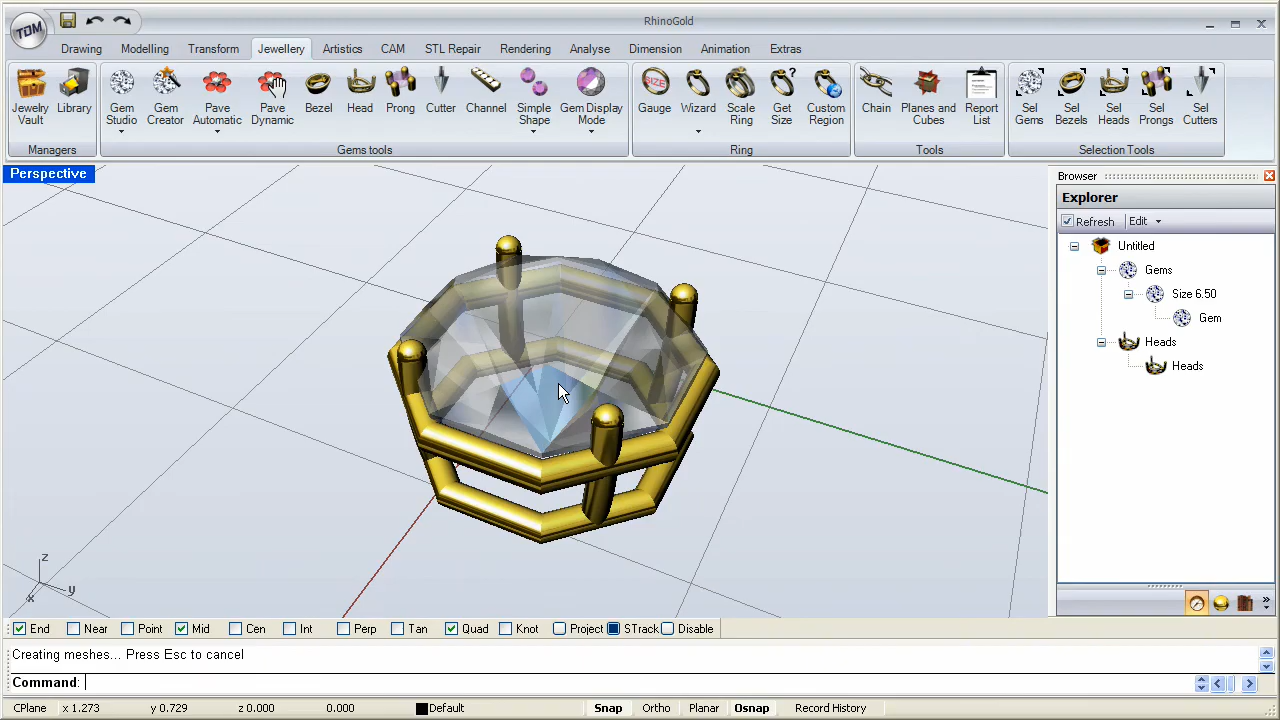 RhinoGold
TDM
Drawing Modelling Transform Jewellery Artistics CAM STL Repair Rendering Analyse Dimension Animation Extras
Jewelry Vault
Library
Gem Studio
Gem Creator
Pave Automatic
Pave Dynamic
Bezel
Head
Prong
Cutter
Channel
Simple Shape
Gem Display Mode
SIZE
Gauge
Wizard
Scale Ring
?
Get Size
Custom Region
Chain
Planes and Cubes
Report List
Sel Gems
Sel Bezels
Sel Heads
Sel Prongs
Sel Cutters
Managers Gems tools Ring Tools Selection Tools
Perspective
Browser
Explorer
Refresh Edit
Untitled
Gems
Size 6.50
Gem
Heads
Heads
z
y
x
End Near Point Mid Cen Int Perp Tan Quad Knot Project STrack Disable
Creating meshes... Press Esc to cancel
Command:
CPlane x 1.273 y 0.729 z 0.000 0.000 Default Snap Ortho Planar Osnap Record History